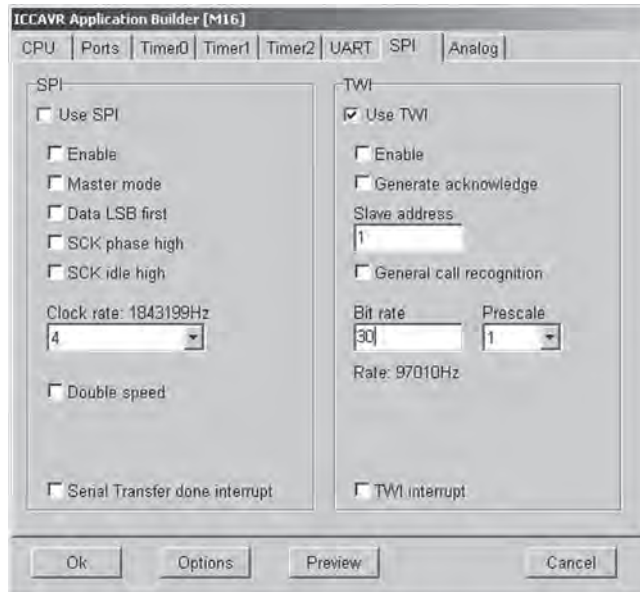 ICCAVR Application Builder [M16]
CPU Ports Timer0 Timer1 Timer2 UART SPI Analog
SPI
Use SPI
Enable
Master mode
Data LSB first
SCK phase high
SCK idle high
Clock rate: 1843199Hz
4
Double speed
Serial Transfer done interrupt
TWI
Use TWI
Enable
Generate acknowledge
Slave address
1
General call recognition
Bit rate Prescale
30 1
Rate: 97010Hz
TWI interrupt
Ok Options Preview Cancel